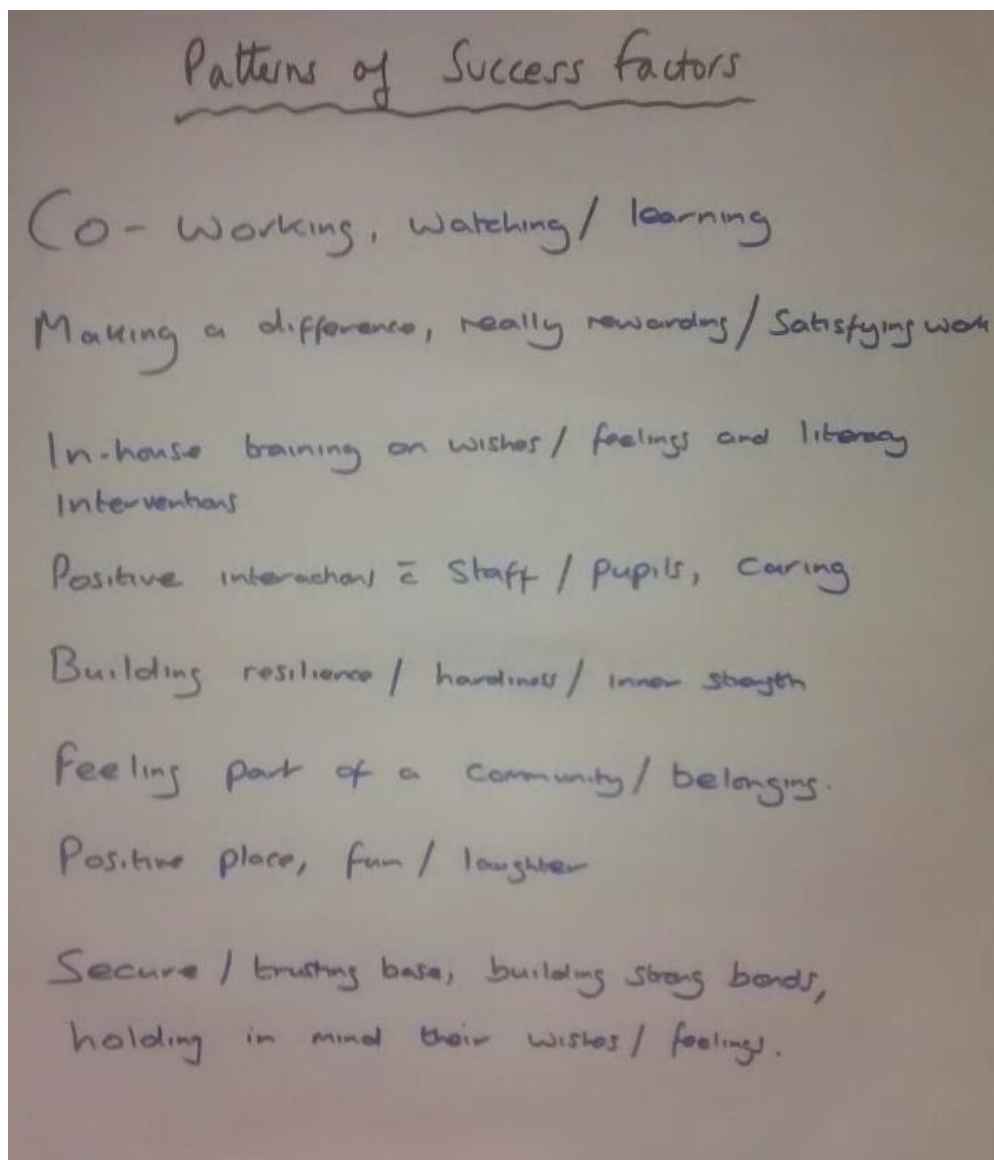 Patterns of Success factors
Co-working, watching/ learning
Making a difference, really rewarding/ Satisfying work
In-house training on wishes/ feelings and literacy
Interventions
Positive interactions c̄ Staff / pupils, caring
Building resilience/ hardiness/ inner strength
Feeling part of a community/ belonging.
Positive place, fun/ laughter
Secure / trusting base, building strong bonds,
holding in mind their wishes/ feelings.